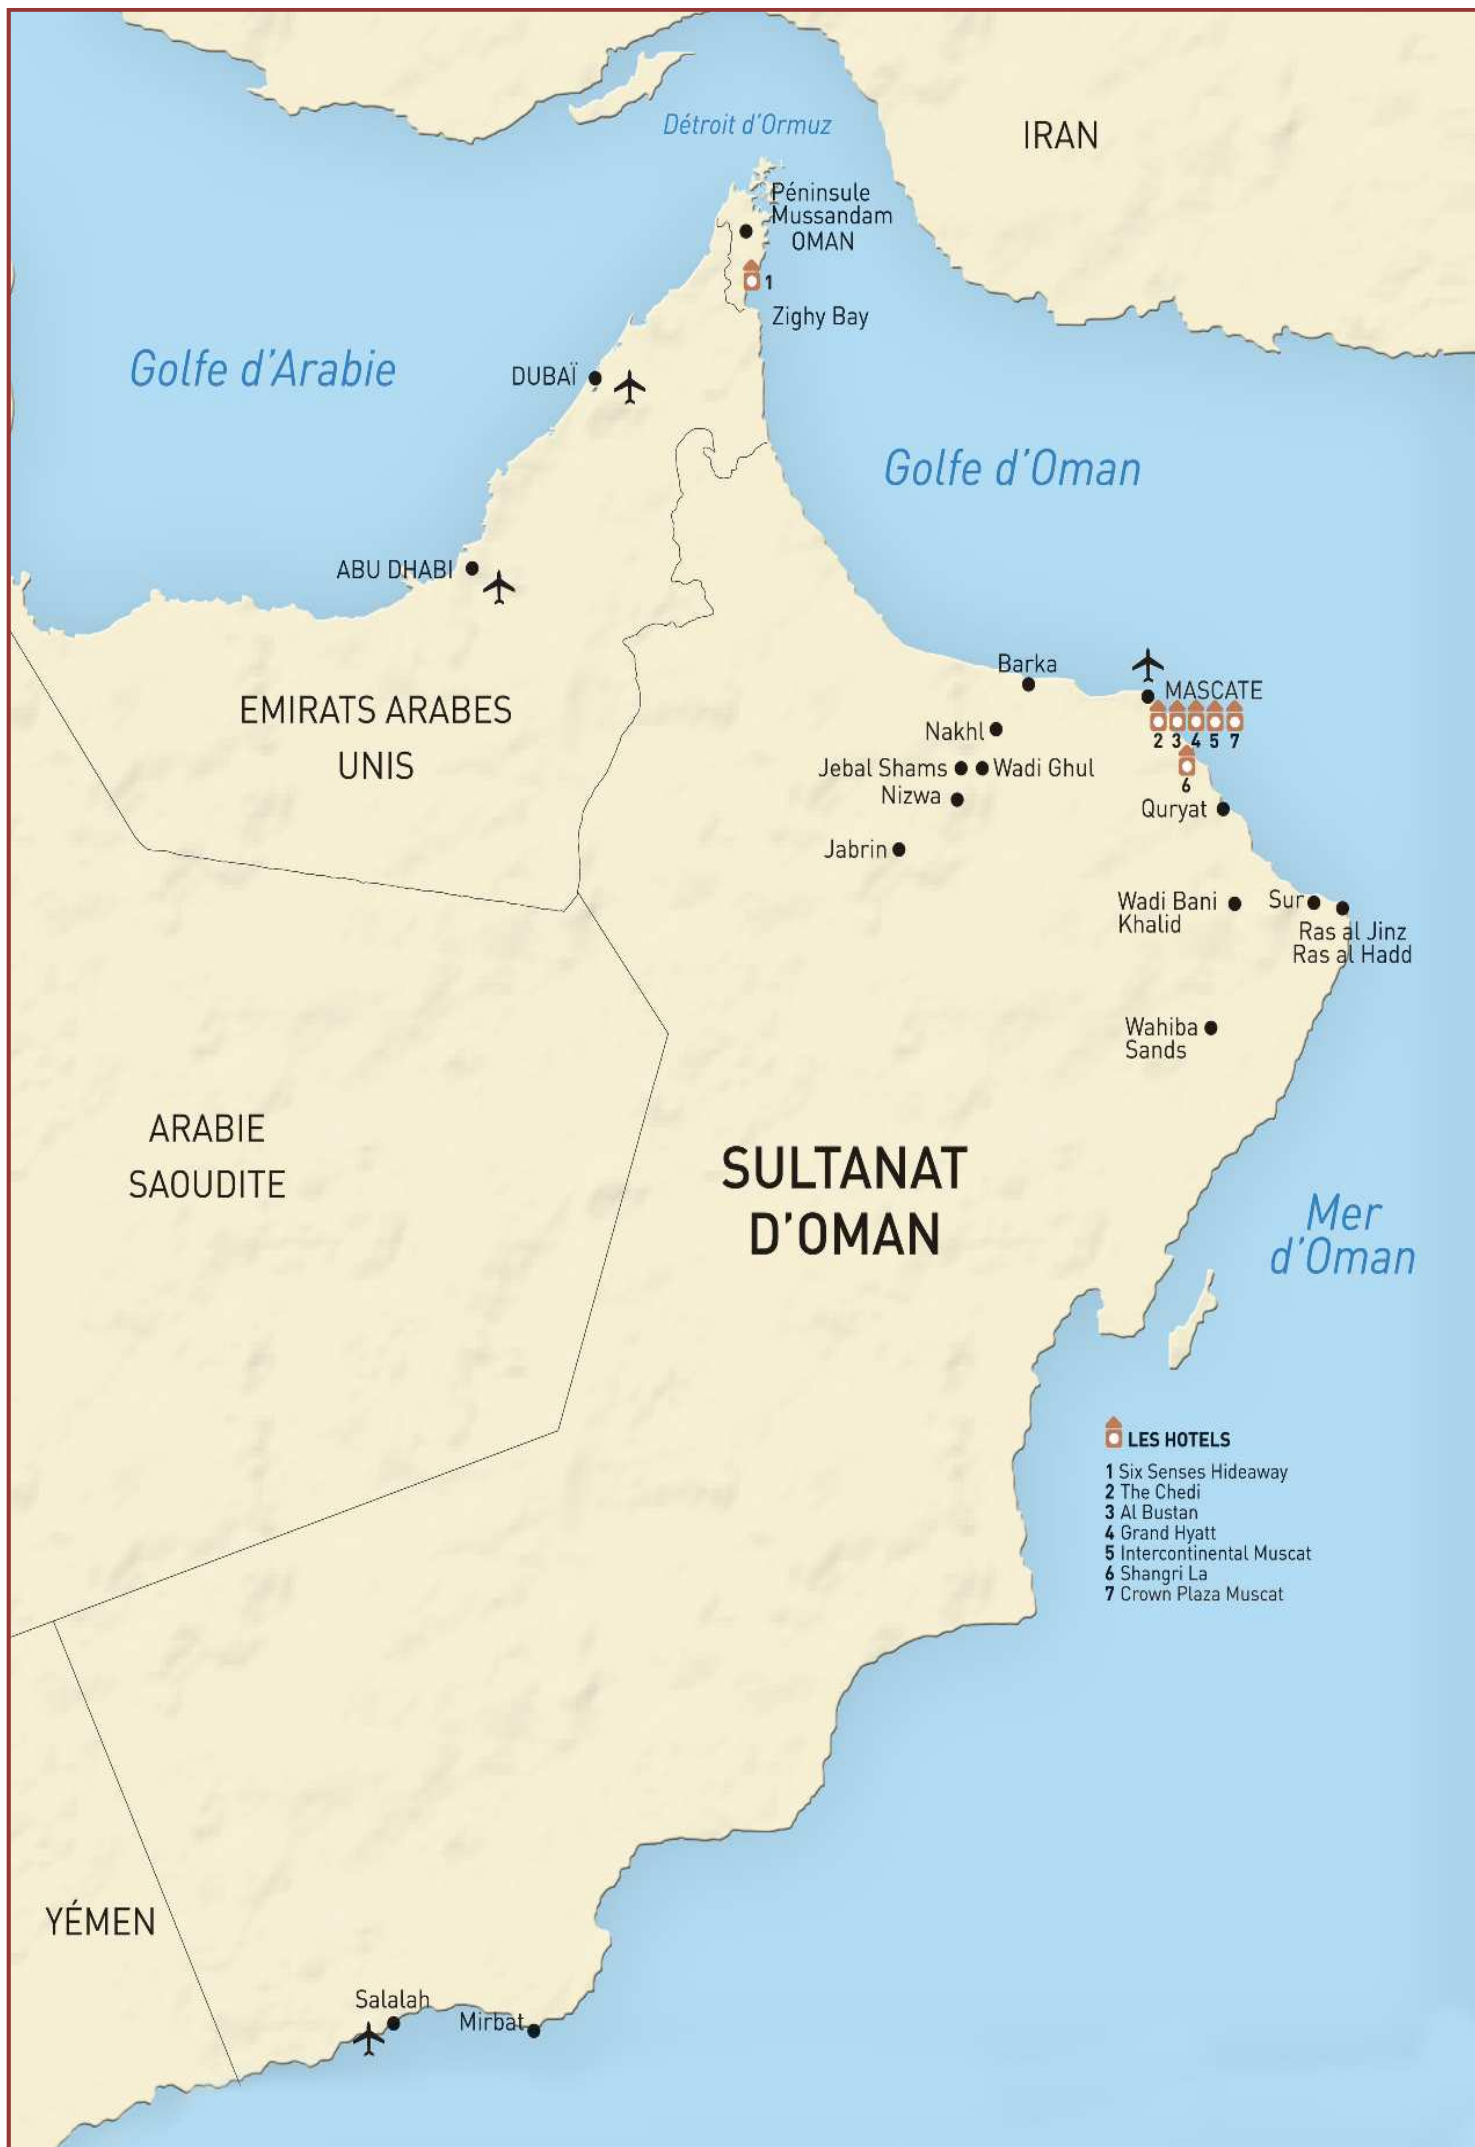 Détroit d'Ormuz
IRAN
Péninsule
Mussandam
OMAN
1
Zighy Bay
Golfe d'Arabie
DUBAÏ
Golfe d'Oman
ABU DHABI
EMIRATS ARABES
UNIS
Barka
MASCATE
2 3 4 5 7
Nakhl
Jebal Shams
Wadi Ghul
6
Nizwa
Quryat
Jabrin
Wadi Bani
Khalid
Sur
Ras al Jinz
Ras al Hadd
Wahiba
Sands
ARABIE
SAOUDITE
SULTANAT
D'OMAN
Mer
d'Oman
LES HOTELS
1 Six Senses Hideaway
2 The Chedi
3 Al Bustan
4 Grand Hyatt
5 Intercontinental Muscat
6 Shangri La
7 Crown Plaza Muscat
YÉMEN
Salalah
Mirbat